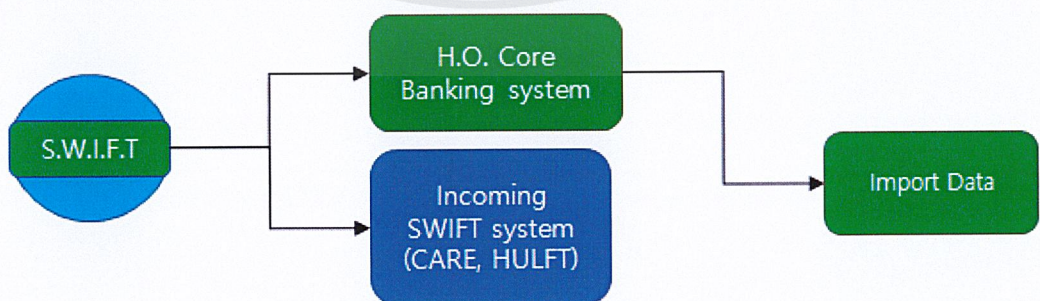 S.W.I.F.T
H.O. Core
Banking system
Incoming
SWIFT system
(CARE, HULFT)
Import Data